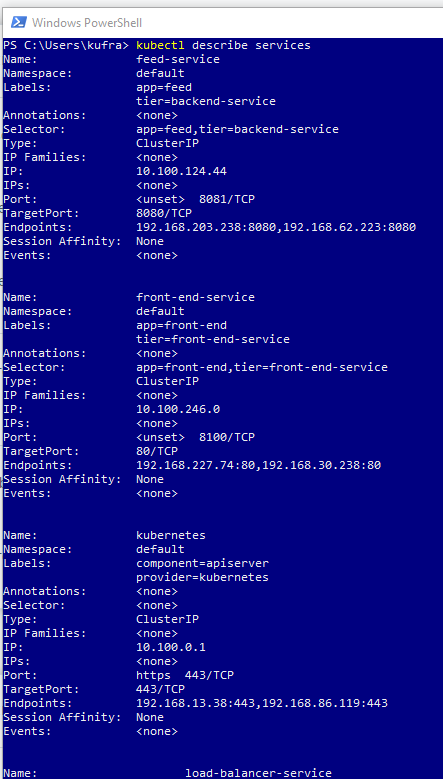 Windows PowerShell
PS C:\Users\kufra> kubectl describe services
Name:              feed-service
Namespace:         default
Labels:            app=feed
                   tier=backend-service
Annotations:       <none>
Selector:          app=feed,tier=backend-service
Type:              ClusterIP
IP Families:       <none>
IP:                10.100.124.44
IPs:               <none>
Port:              <unset>  8081/TCP
TargetPort:        8080/TCP
Endpoints:         192.168.203.238:8080,192.168.62.223:8080
Session Affinity:  None
Events:            <none>
Name:              front-end-service
Namespace:         default
Labels:            app=front-end
                   tier=front-end-service
Annotations:       <none>
Selector:          app=front-end,tier=front-end-service
Type:              ClusterIP
IP Families:       <none>
IP:                10.100.246.0
IPs:               <none>
Port:              <unset>  8100/TCP
TargetPort:        80/TCP
Endpoints:         192.168.227.74:80,192.168.30.238:80
Session Affinity:  None
Events:            <none>
Name:              kubernetes
Namespace:         default
Labels:            component=apiserver
                   provider=kubernetes
Annotations:       <none>
Selector:          <none>
Type:              ClusterIP
IP Families:       <none>
IP:                10.100.0.1
IPs:               <none>
Port:              https  443/TCP
TargetPort:        443/TCP
Endpoints:         192.168.13.38:443,192.168.86.119:443
Session Affinity:  None
Events:            <none>
Name:                     load-balancer-service